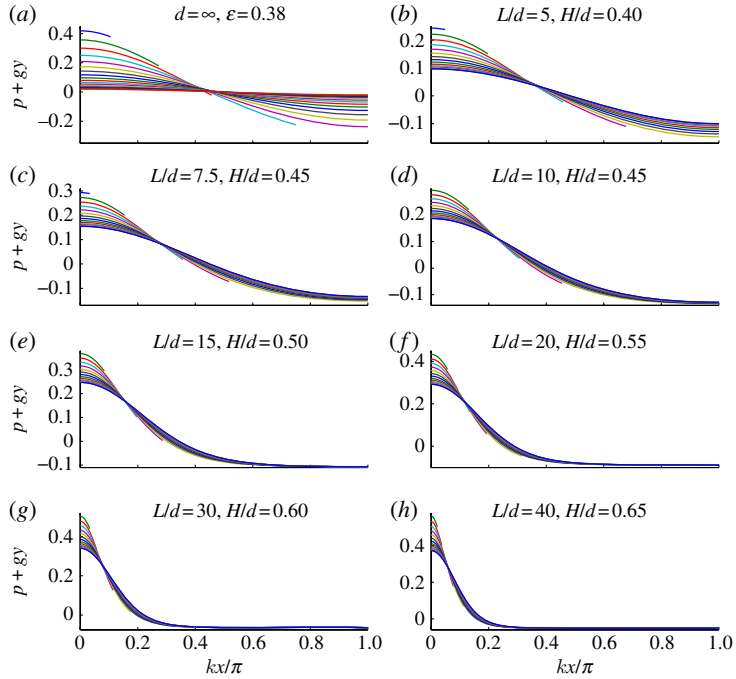 (a) d=∞, ε=0.38
(b) L/d=5, H/d=0.40
0.4
0.2
0
−0.2
p+gy
0.2
0.1
0
−0.1
(c) L/d=7.5, H/d=0.45
(d) L/d=10, H/d=0.45
0.3
0.2
0.1
0
−0.1
p+gy
0.2
0.1
0
−0.1
(e) L/d=15, H/d=0.50
(f) L/d=20, H/d=0.55
0.3
0.2
0.1
0
−0.1
p+gy
0.4
0.2
0
(g) L/d=30, H/d=0.60
(h) L/d=40, H/d=0.65
0.4
0.2
0
p+gy
0.4
0.2
0
0 0.2 0.4 0.6 0.8 1.0
0 0.2 0.4 0.6 0.8 1.0
kx/π
kx/π